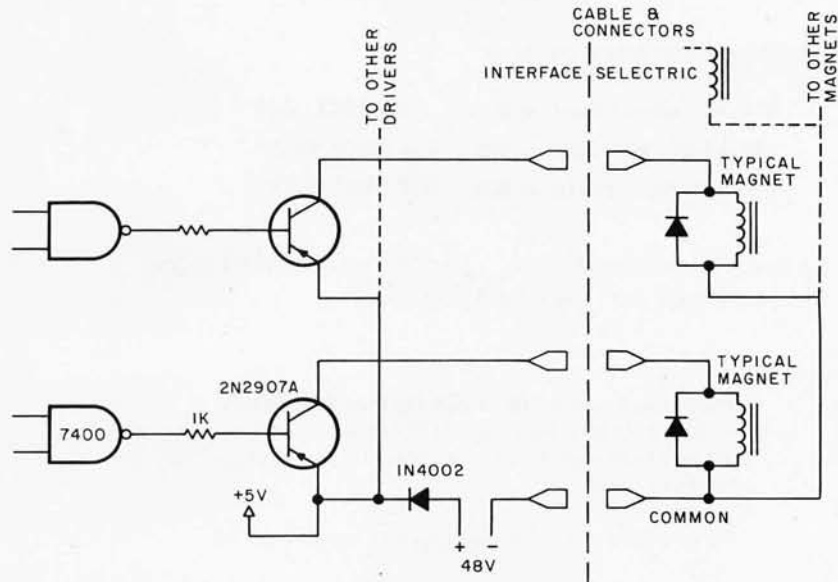 CABLE &
CONNECTORS
INTERFACE SELECTRIC
TO OTHER
DRIVERS
TO OTHER
MAGNETS
TYPICAL
MAGNET
2N2907A
TYPICAL
MAGNET
7400
1K
+5V
1N4002
COMMON
+ -
48V